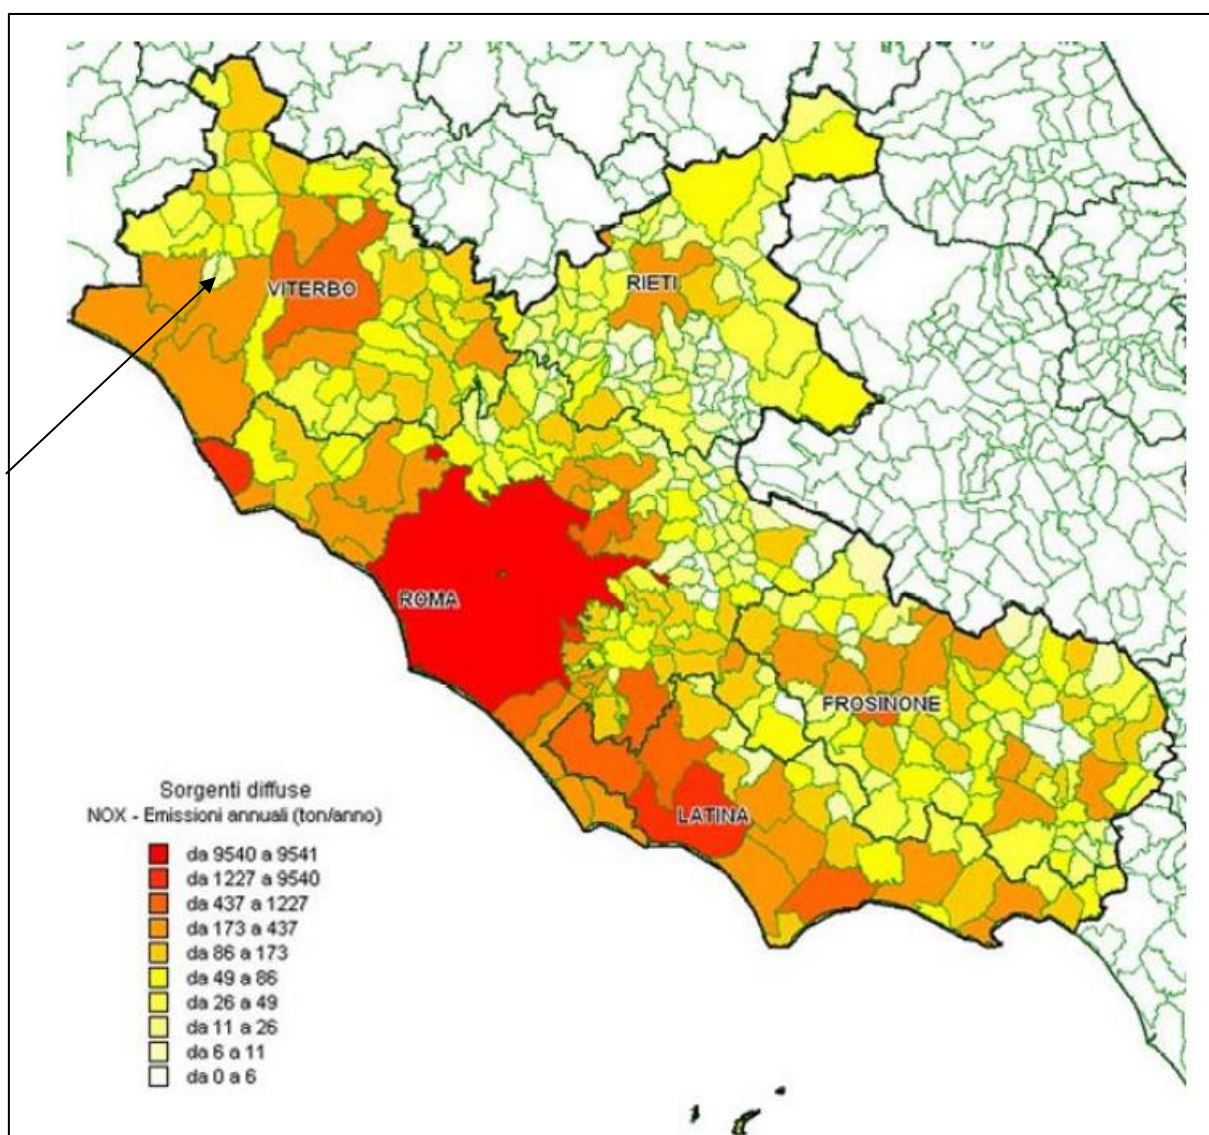 VITERBO
RIETI
ROMA
FROSINONE
LATINA
Sorgenti diffuse
NOX - Emissioni annuali (ton/anno)
da 9540 a 9541
da 1227 a 9540
da 437 a 1227
da 173 a 437
da 86 a 173
da 49 a 86
da 26 a 49
da 11 a 26
da 6 a 11
da 0 a 6